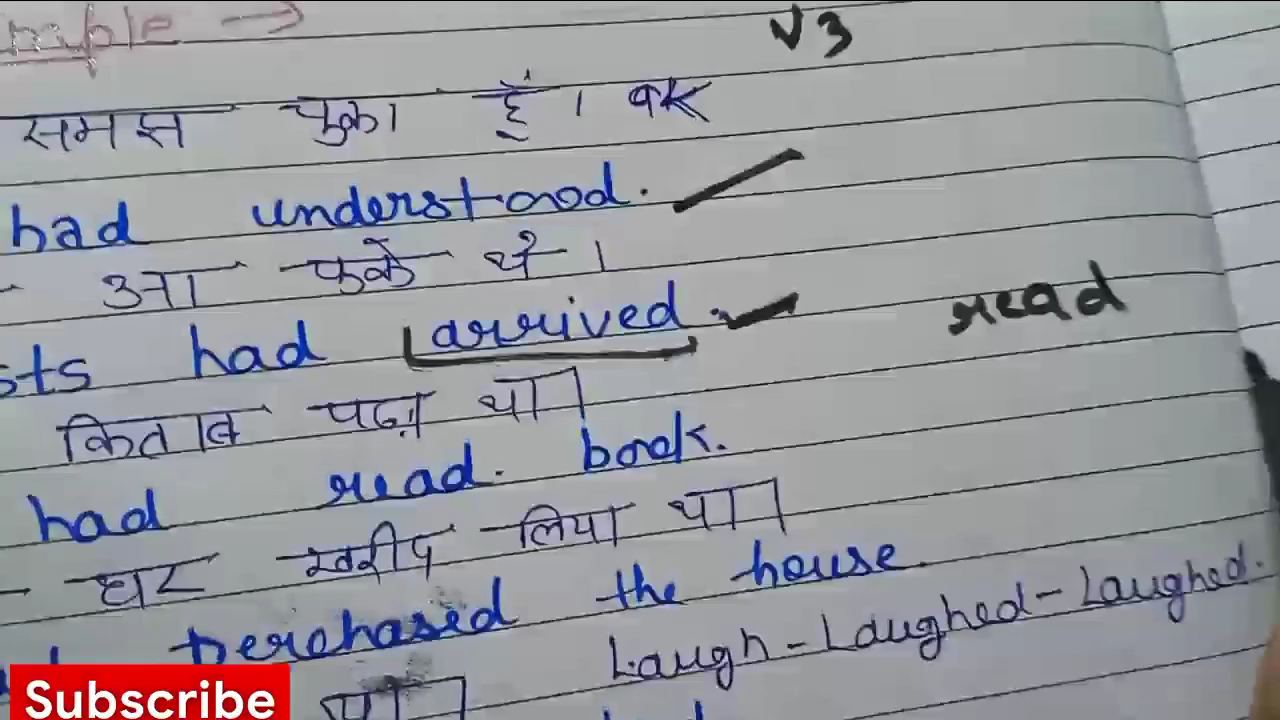 mple →
V3
समझ चुका हूँ ।
had understood.
आ चुके थे ।
sts had arrived.
read
किताब पढ़ा था।
had read. book.
- घर खरीद लिया था।
perchased the house.
Laugh - Laughed - Laughed.
था।
Subscribe